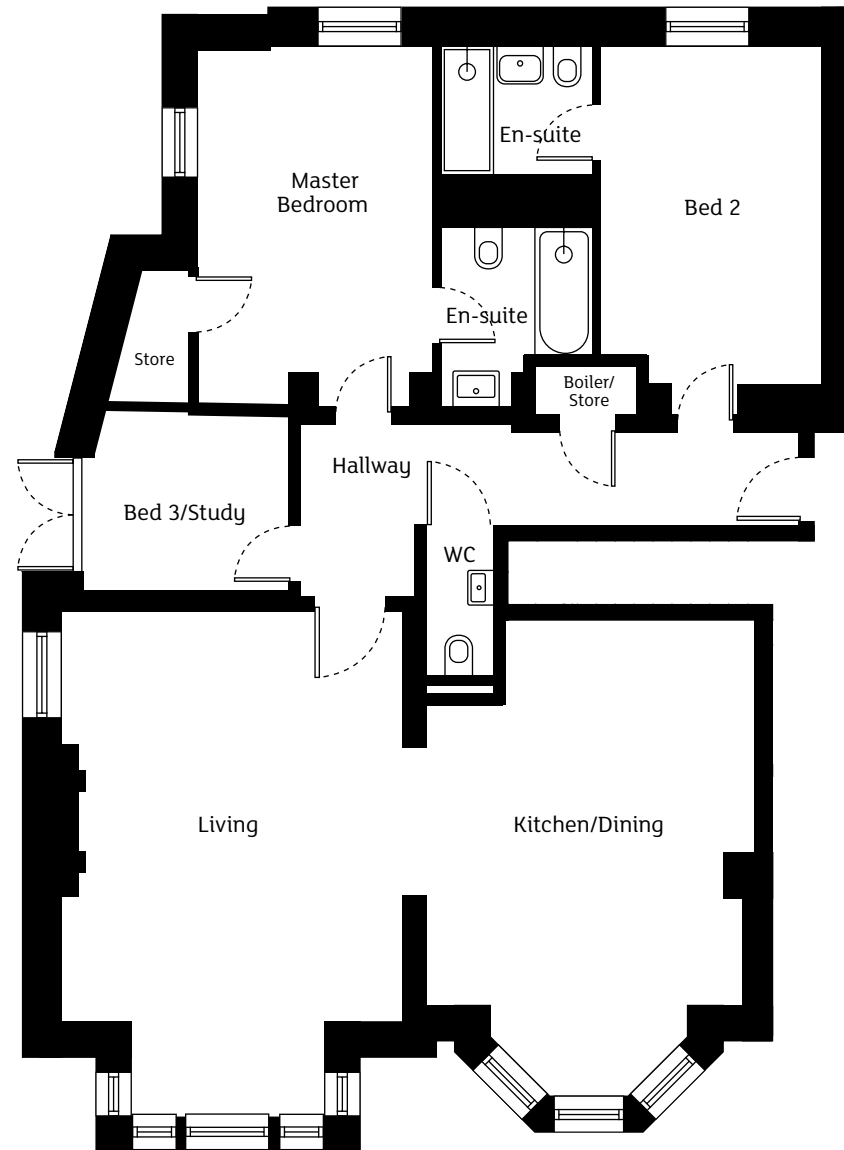 En-suite
Master
Bedroom
Bed 2
En-suite
Store
Boiler/
Store
Hallway
Bed 3/Study
WC
Living
Kitchen/Dining